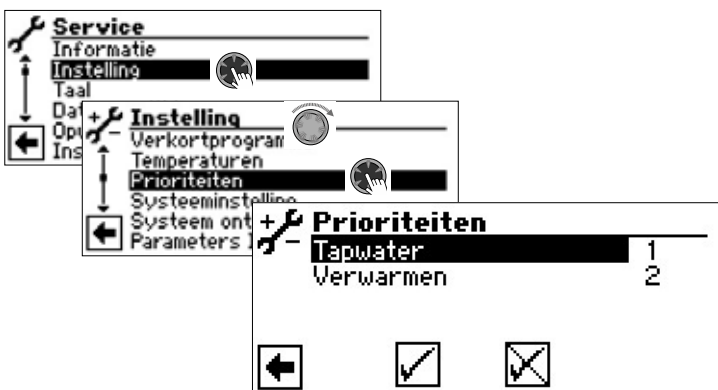 Service
Informatie
Instelling
Taal
Dat
Opu
Ins
Instelling
Verkortprogram
Temperaturen
Prioriteiten
Systeeminstelling
Systeem ont
Parameters
Prioriteiten
Tapwater 1
Verwarmen 2